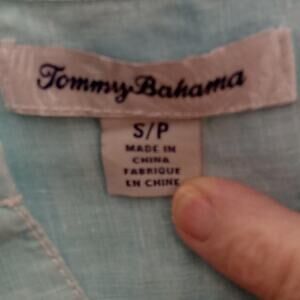 Tommy Bahama
S/P
MADE IN
CHINA
FABRIQUE
EN CHINE